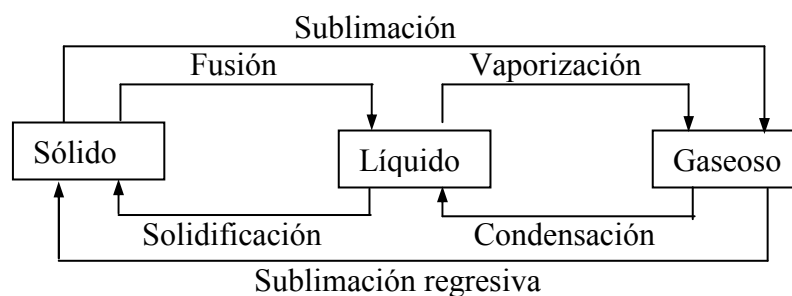 Sublimación
Fusión Vaporización
Sólido Líquido Gaseoso
Solidificación Condensación
Sublimación regresiva